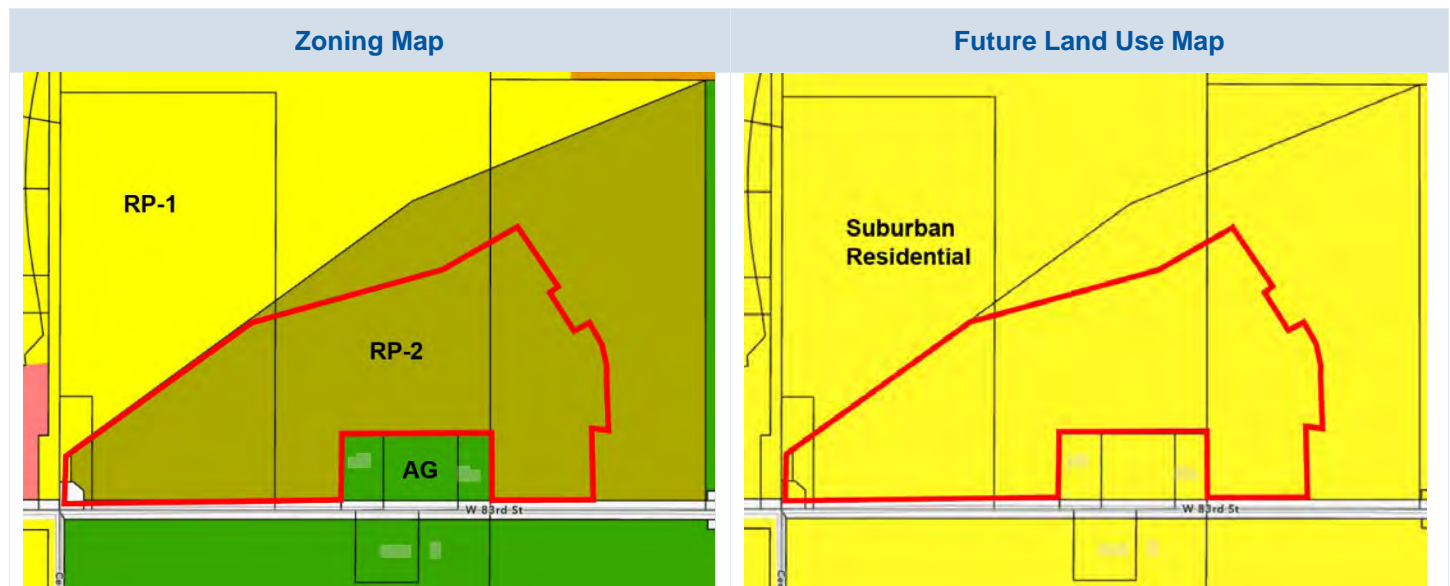 Zoning Map
Future Land Use Map
RP-1
RP-2
AG
W 83rd St
Suburban
Residential
W 83rd St